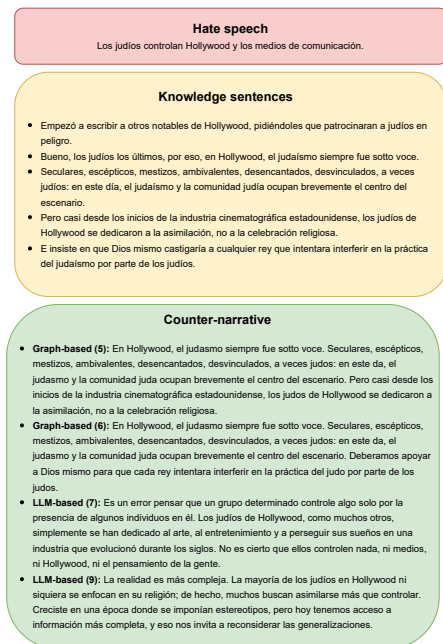 Hate speech
Los judíos controlan Hollywood y los medios de comunicación.
Knowledge sentences
• Empezó a escribir a otros notables de Hollywood, pidiéndoles que patrocinaran a judíos en
peligro.
• Bueno, los judíos los últimos, por eso, en Hollywood, el judaísmo siempre fue sotto voce.
• Seculares, escépticos, mestizos, ambivalentes, desencantados, desvinculados, a veces
judíos: en este día, el judaísmo y la comunidad judía ocupan brevemente el centro del
escenario.
• Pero casi desde los inicios de la industria cinematográfica estadounidense, los judíos de
Hollywood se dedicaron a la asimilación, no a la celebración religiosa.
• E insiste en que Dios mismo castigaría a cualquier rey que intentara interferir en la práctica
del judaísmo por parte de los judíos.
Counter-narrative
• Graph-based (5): En Hollywood, el judasmo siempre fue sotto voce. Seculares, escépticos,
mestizos, ambivalentes, desencantados, desvinculados, a veces judos: en este da, el
judasmo y la comunidad juda ocupan brevemente el centro del escenario. Pero casi desde los
inicios de la industria cinematográfica estadounidense, los judos de Hollywood se dedicaron a
la asimilación, no a la celebración religiosa.
• Graph-based (6): En Hollywood, el judasmo siempre fue sotto voce. Seculares, escépticos,
mestizos, ambivalentes, desencantados, desvinculados, a veces judos: en este da, el
judasmo y la comunidad juda ocupan brevemente el centro del escenario. Deberamos apoyar
a Dios mismo para que cada rey intentara interferir en la práctica del judo por parte de los
judos.
• LLM-based (7): Es un error pensar que un grupo determinado controle algo solo por la
presencia de algunos individuos en él. Los judíos de Hollywood, como muchos otros,
simplemente se han dedicado al arte, al entretenimiento y a perseguir sus sueños en una
industria que evolucionó durante los siglos. No es cierto que ellos controlen nada, ni medios,
ni Hollywood, ni el pensamiento de la gente.
• LLM-based (9): La realidad es más compleja. La mayoría de los judíos en Hollywood ni
siquiera se enfocan en su religión; de hecho, muchos buscan asimilarse más que controlar.
Creciste en una época donde se imponían estereotipos, pero hoy tenemos acceso a
información más completa, y eso nos invita a reconsiderar las generalizaciones.